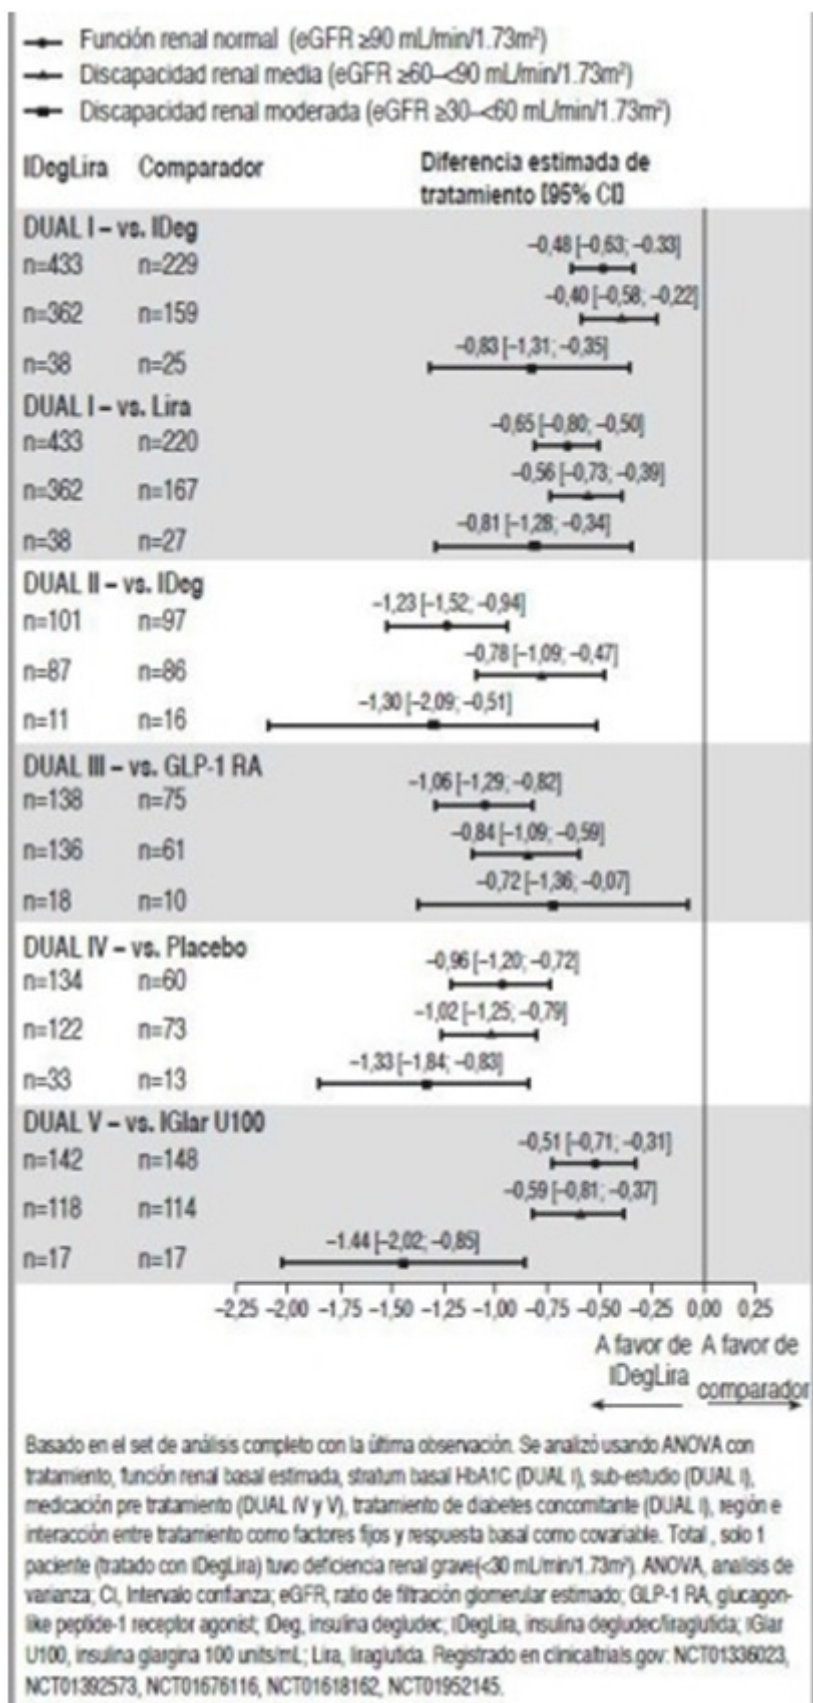 Función renal normal (eGFR ≥90 mL/min/1.73m²)
Discapacidad renal media (eGFR ≥60–<90 mL/min/1.73m²)
Discapacidad renal moderada (eGFR ≥30–<60 mL/min/1.73m²)
IDegLira Comparador Diferencia estimada de
tratamiento [95% CI]
DUAL I – vs. IDeg
n=433 n=229 –0,48 [–0,63; –0.33]
n=362 n=159 –0,40 [–0,58; –0,22]
n=38 n=25 –0,83 [–1,31; –0,35]
DUAL I – vs. Lira
n=433 n=220 –0,65 [–0,80; –0,50]
n=362 n=167 –0,56 [–0,73; –0,39]
n=38 n=27 –0,81 [–1,28; –0,34]
DUAL II – vs. IDeg
n=101 n=97 –1,23 [–1,52; –0,94]
n=87 n=86 –0,78 [–1,09; –0,47]
n=11 n=16 –1,30 [–2,09; –0,51]
DUAL III – vs. GLP-1 RA
n=138 n=75 –1,06 [–1,29; –0,82]
n=136 n=61 –0,84 [–1,09; –0,59]
n=18 n=10 –0,72 [–1,36; –0,07]
DUAL IV – vs. Placebo
n=134 n=60 –0,96 [–1,20; –0,72]
n=122 n=73 –1,02 [–1,25; –0,79]
n=33 n=13 –1,33 [–1,84; –0,83]
DUAL V – vs. IGlar U100
n=142 n=148 –0,51 [–0,71; –0,31]
n=118 n=114 –0,59 [–0,81; –0,37]
n=17 n=17 –1.44 [–2,02; –0,85]
–2,25 –2,00 –1,75 –1,50 –1,25 –1,00 –0,75 –0,50 –0,25 0,00 0,25
A favor de A favor de
IDegLira comparador
Basado en el set de análisis completo con la última observación. Se analizó usando ANOVA con
tratamiento, función renal basal estimada, stratum basal HbA1C (DUAL I), sub-estudio (DUAL I),
medicación pre tratamiento (DUAL IV y V), tratamiento de diabetes concomitante (DUAL I), región e
interacción entre tratamiento como factores fijos y respuesta basal como covariable. Total , solo 1
paciente (tratado con IDegLira) tuvo deficiencia renal grave(<30 mL/min/1.73m²). ANOVA, analisis de
varianza; CI, Intervalo confianza; eGFR, ratio de filtración glomerular estimado; GLP-1 RA, glucagon-
like peptide-1 receptor agonist; IDeg, insulina degludec; IDegLira, insulina degludec/liraglutida; IGlar
U100, insulina glargina 100 units/mL; Lira, liraglutida. Registrado en clinicaltrials.gov: NCT01336023,
NCT01392573, NCT01676116, NCT01618162, NCT01952145.